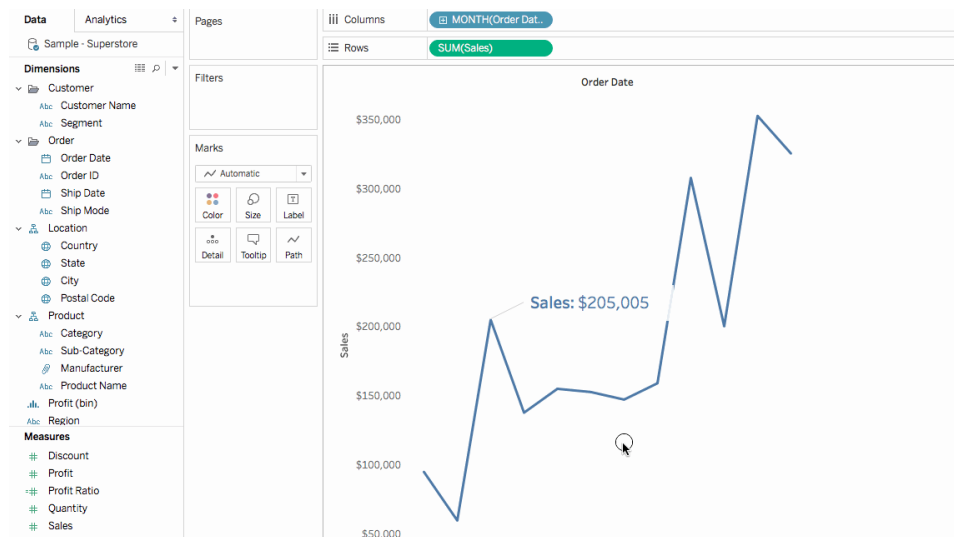 Data Analytics
Sample - Superstore
Dimensions
Customer
Abc Customer Name
Abc Segment
Order
Order Date
Abc Order ID
Ship Date
Abc Ship Mode
Location
Country
State
City
Postal Code
Product
Abc Category
Abc Sub-Category
Manufacturer
Abc Product Name
Profit (bin)
Abc Region
Measures
# Discount
# Profit
=# Profit Ratio
# Quantity
# Sales
Pages
Filters
Marks
Automatic
Color Size Label
Detail Tooltip Path
Columns MONTH(Order Dat..
Rows SUM(Sales)
Order Date
$350,000
$300,000
$250,000
$200,000
$150,000
$100,000
$50,000
Sales
Sales: $205,005